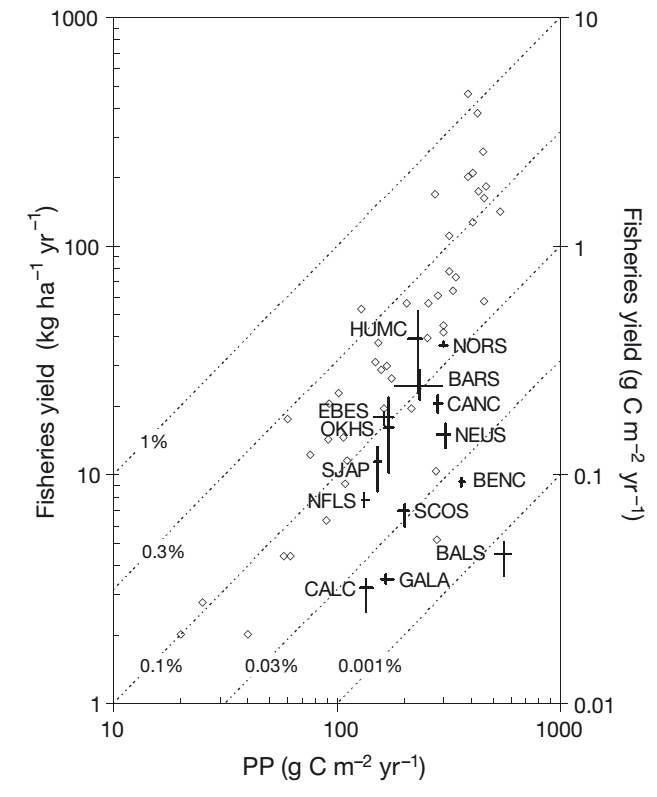 1000
10
HUMC
NORS
100
1
BARS
CANC
EBES
OKHS
NEUS
1%
SJAP
BENC
10
0.1
NFLS
SCOS
0.3%
BALS
CALC
GALA
0.1%
0.03%
0.001%
1
0.01
10
100
1000
PP (g C m⁻² yr⁻¹)
Fisheries yield (kg ha⁻¹ yr⁻¹)
Fisheries yield (g C m⁻² yr⁻¹)